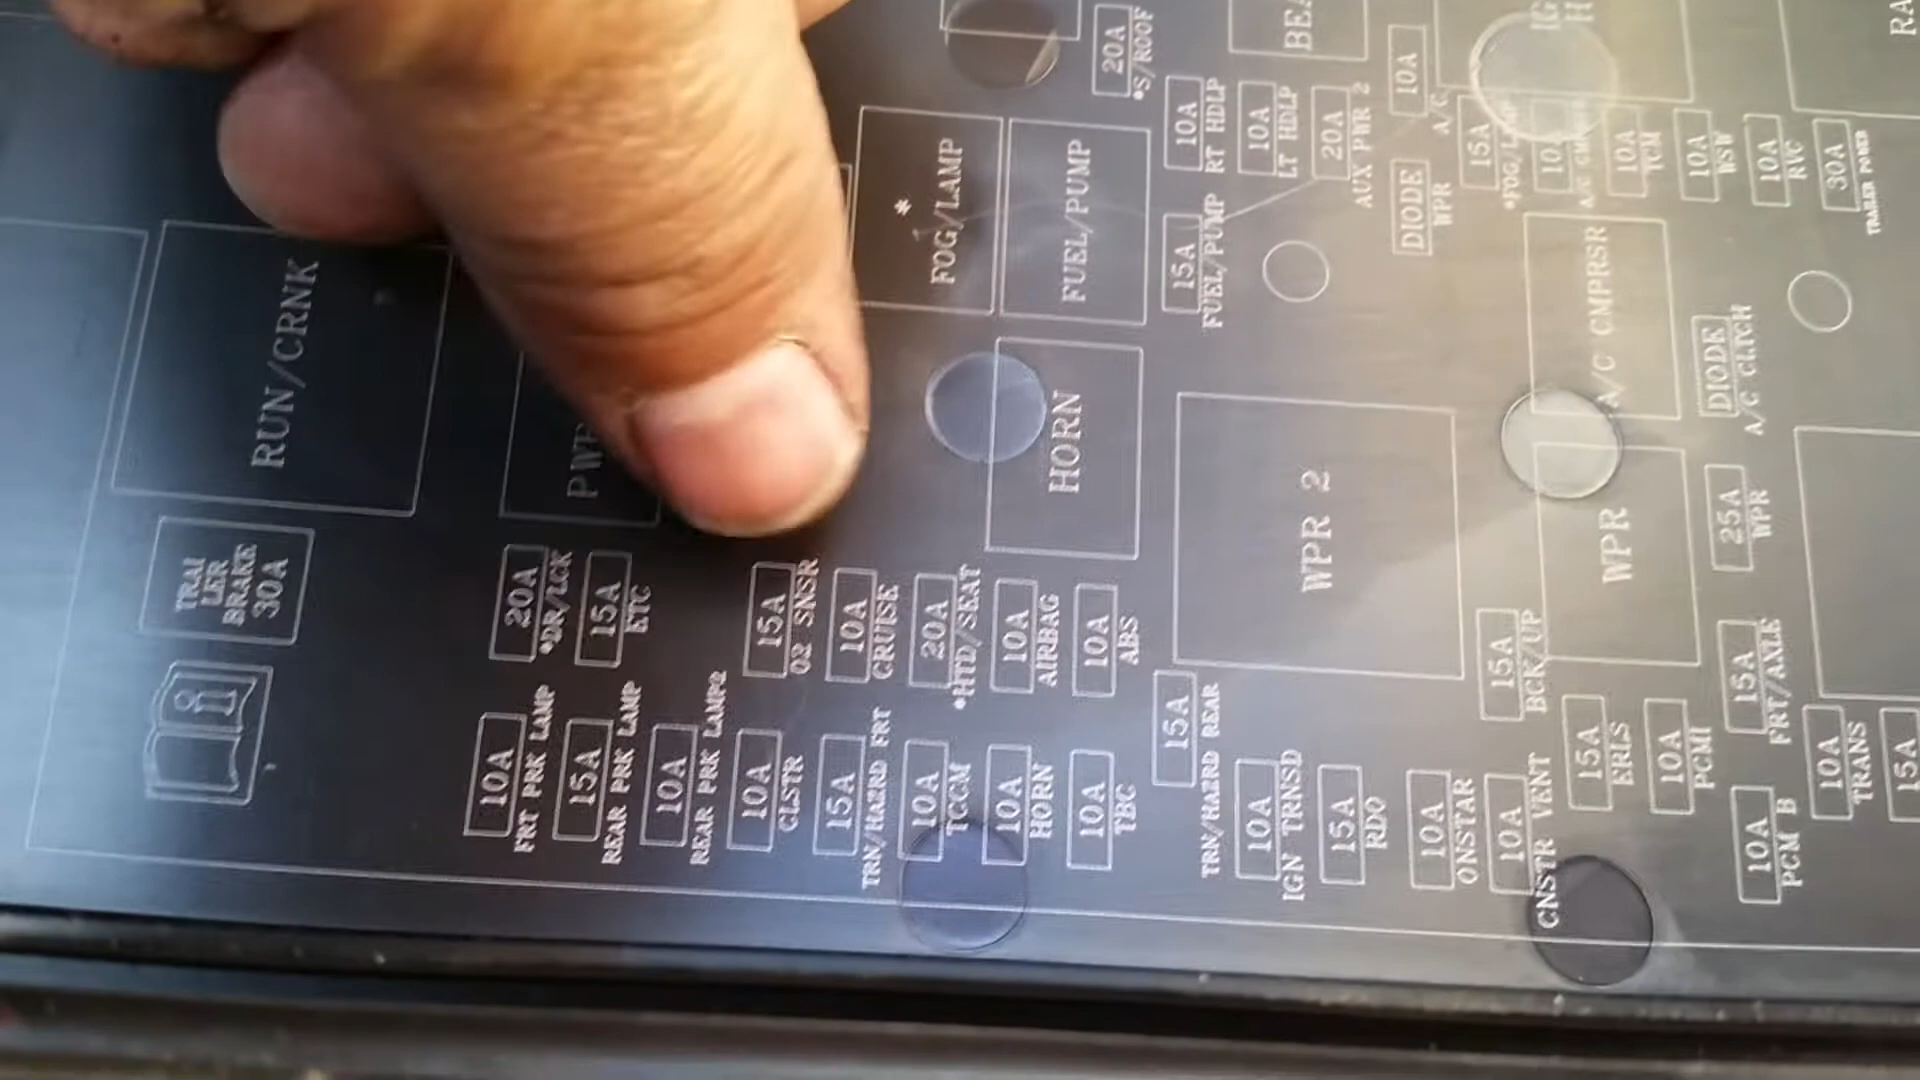 20A
*S/ROOF
10A
RT HDLP
10A
LT HDLP
20A
AUX PWR 2
10A
A/C
15A
10A
TCM
10A
WSW
10A
RVC
30A
TRAILER POWER
*
FOG/LAMP
FUEL/PUMP
15A
FUEL/PUMP
DIODE
WPR
A/C CMPRSR
DIODE
A/C CLTCH
RUN/CRNK
HORN
WPR 2
WPR
25A
WPR
TRAI
LER
BRAKE
30A
20A
*DR/LCK
15A
ETC
15A
O2 SNSR
10A
CRUISE
20A
*HTD/SEAT
10A
AIRBAG
10A
ABS
15A
TRN/HAZRD REAR
15A
BCK/UP
15A
FRT/AXLE
i
10A
FRT PRK LAMP
15A
REAR PRK LAMP
10A
REAR PRK LAMP2
10A
CLSTR
15A
TRN/HAZRD FRT
10A
TCCM
10A
HORN
10A
TBC
10A
IGN TRNSD
15A
RDO
10A
ONSTAR
10A
CNSTR VENT
15A
ERLS
10A
PCMI
10A
PCM B
10A
TRANS
15A